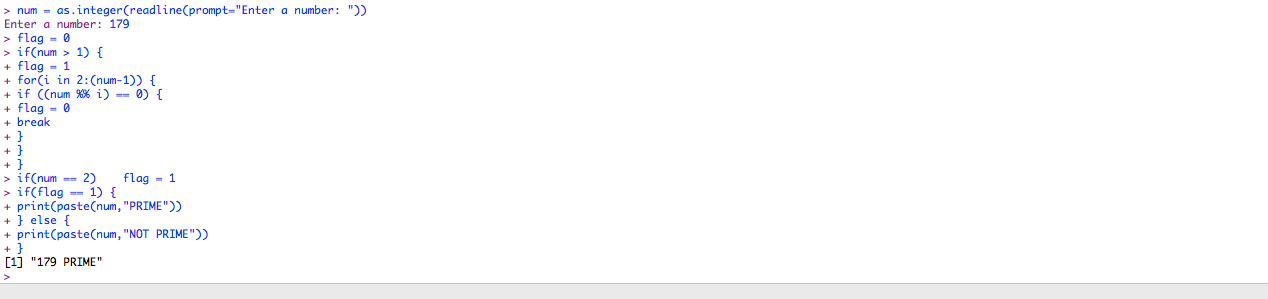 > num = as.integer(readline(prompt="Enter a number: "))
Enter a number: 179
> flag = 0
> if(num > 1) {
+ flag = 1
+ for(i in 2:(num-1)) {
+ if ((num %% i) == 0) {
+ flag = 0
+ break
+ }
+ }
+ }
> if(num == 2)    flag = 1
> if(flag == 1) {
+ print(paste(num,"PRIME"))
+ } else {
+ print(paste(num,"NOT PRIME"))
+ }
[1] "179 PRIME"
>